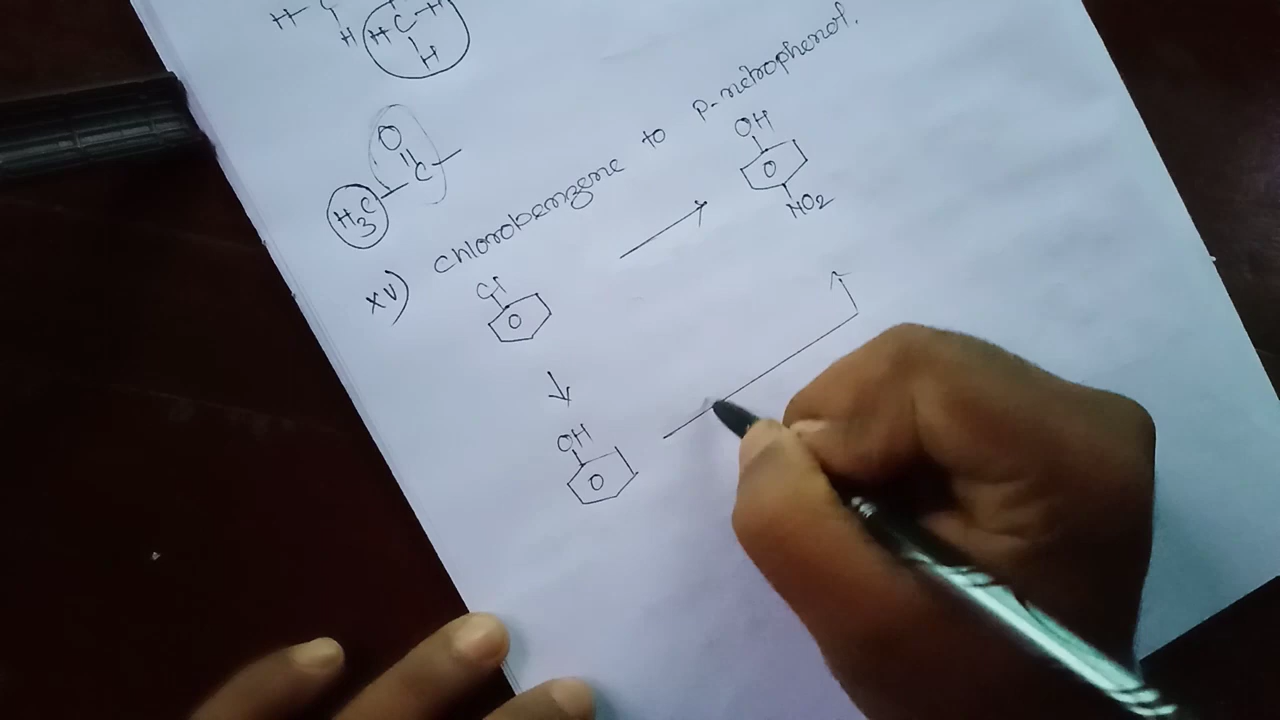 H C
H
H C H
H
O
H3C C
xv) chlorobenzene to p-nitrophenol.
OH
NO2
Cl
OH